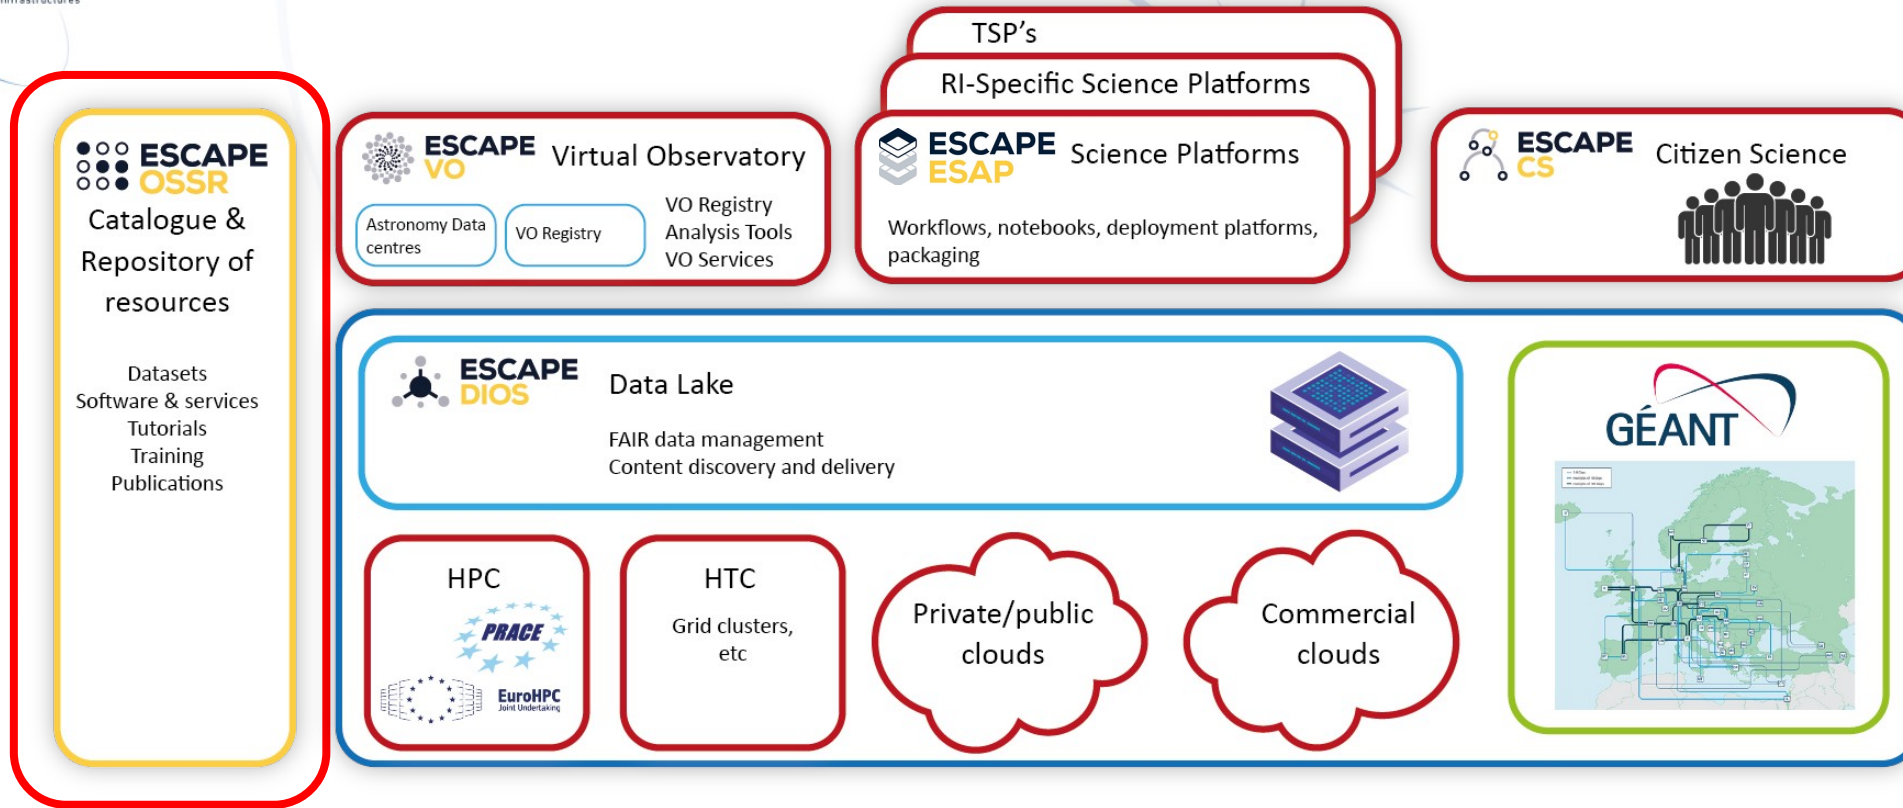 TSP's
RI-Specific Science Platforms
ESCAPE
OSSR
Catalogue &
Repository of
resources
Datasets
Software & services
Tutorials
Training
Publications
ESCAPE
VO
Virtual Observatory
Astronomy Data
centres
VO Registry
VO Registry
Analysis Tools
VO Services
ESCAPE
ESAP
Science Platforms
Workflows, notebooks, deployment platforms,
packaging
ESCAPE
CS
Citizen Science
ESCAPE
DIOS
Data Lake
FAIR data management
Content discovery and delivery
GÉANT
HPC
PRACE
EuroHPC
Joint Undertaking
HTC
Grid clusters,
etc
Private/public
clouds
Commercial
clouds